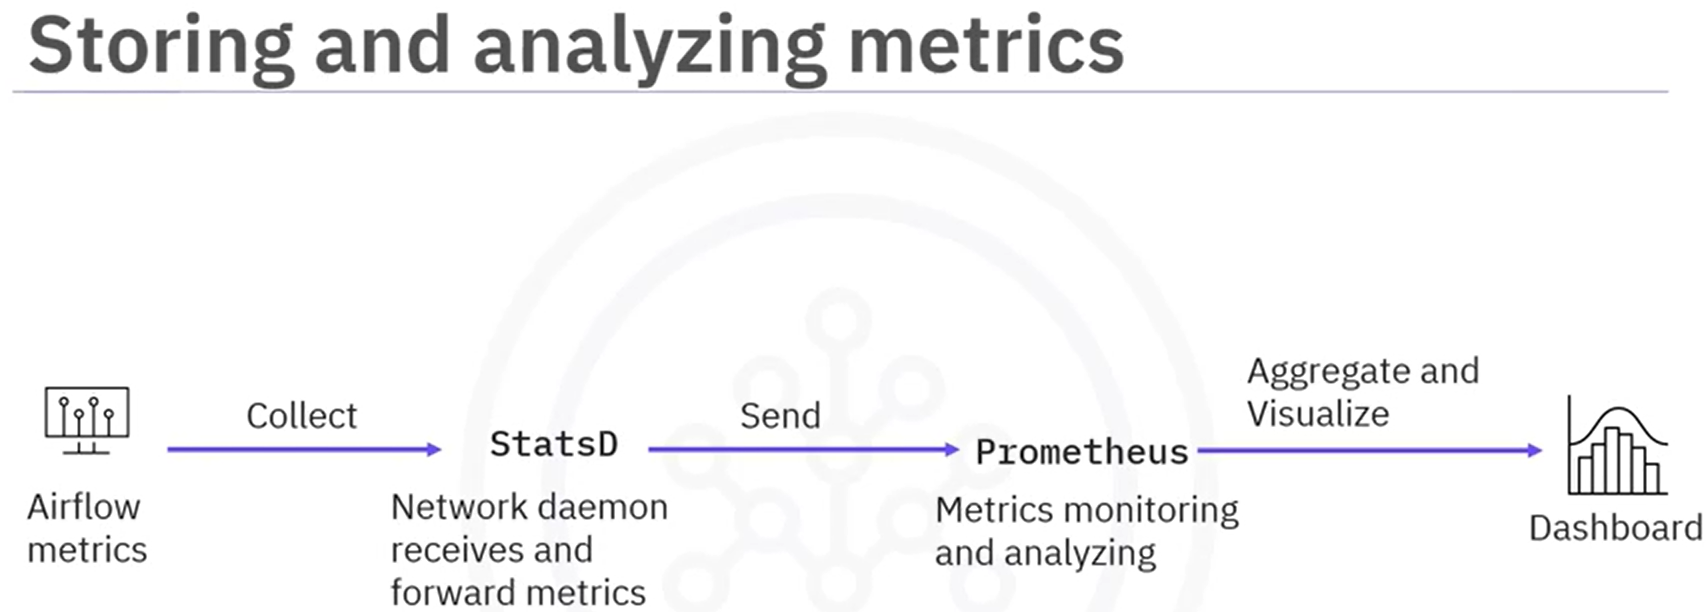 Storing and analyzing metrics
Collect
Send
Aggregate and
Visualize
StatsD
Prometheus
Airflow
metrics
Network daemon
receives and
forward metrics
Metrics monitoring
and analyzing
Dashboard